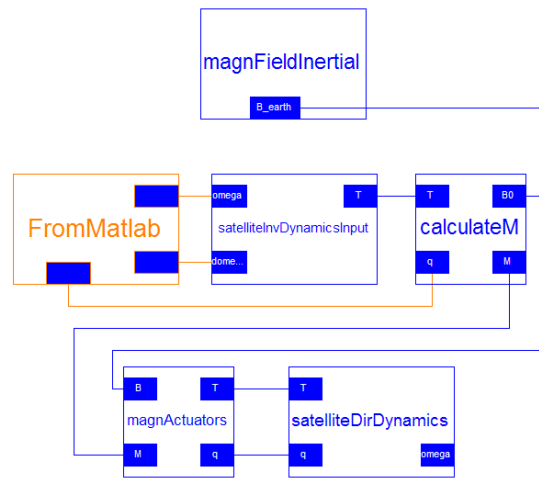 magnFieldInertial
B_earth
FromMatlab
omega
dome...
T
satelliteInvDynamicsInput
T
B0
calculateM
q
M
B
T
magnActuators
M
q
T
satelliteDirDynamics
q
omega